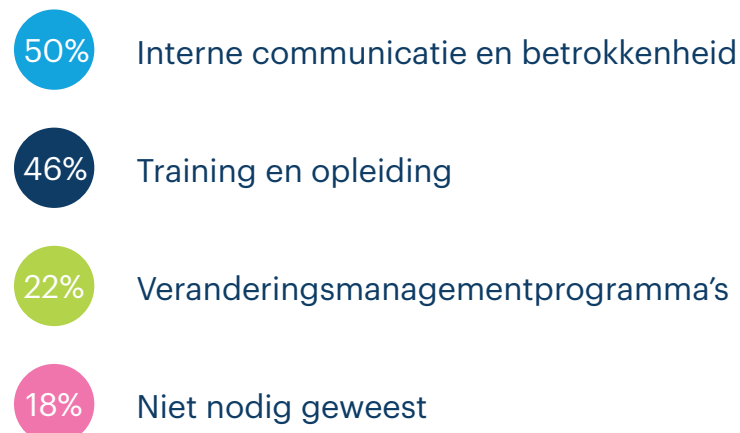 50% Interne communicatie en betrokkenheid
46% Training en opleiding
22% Veranderingsmanagementprogramma’s
18% Niet nodig geweest